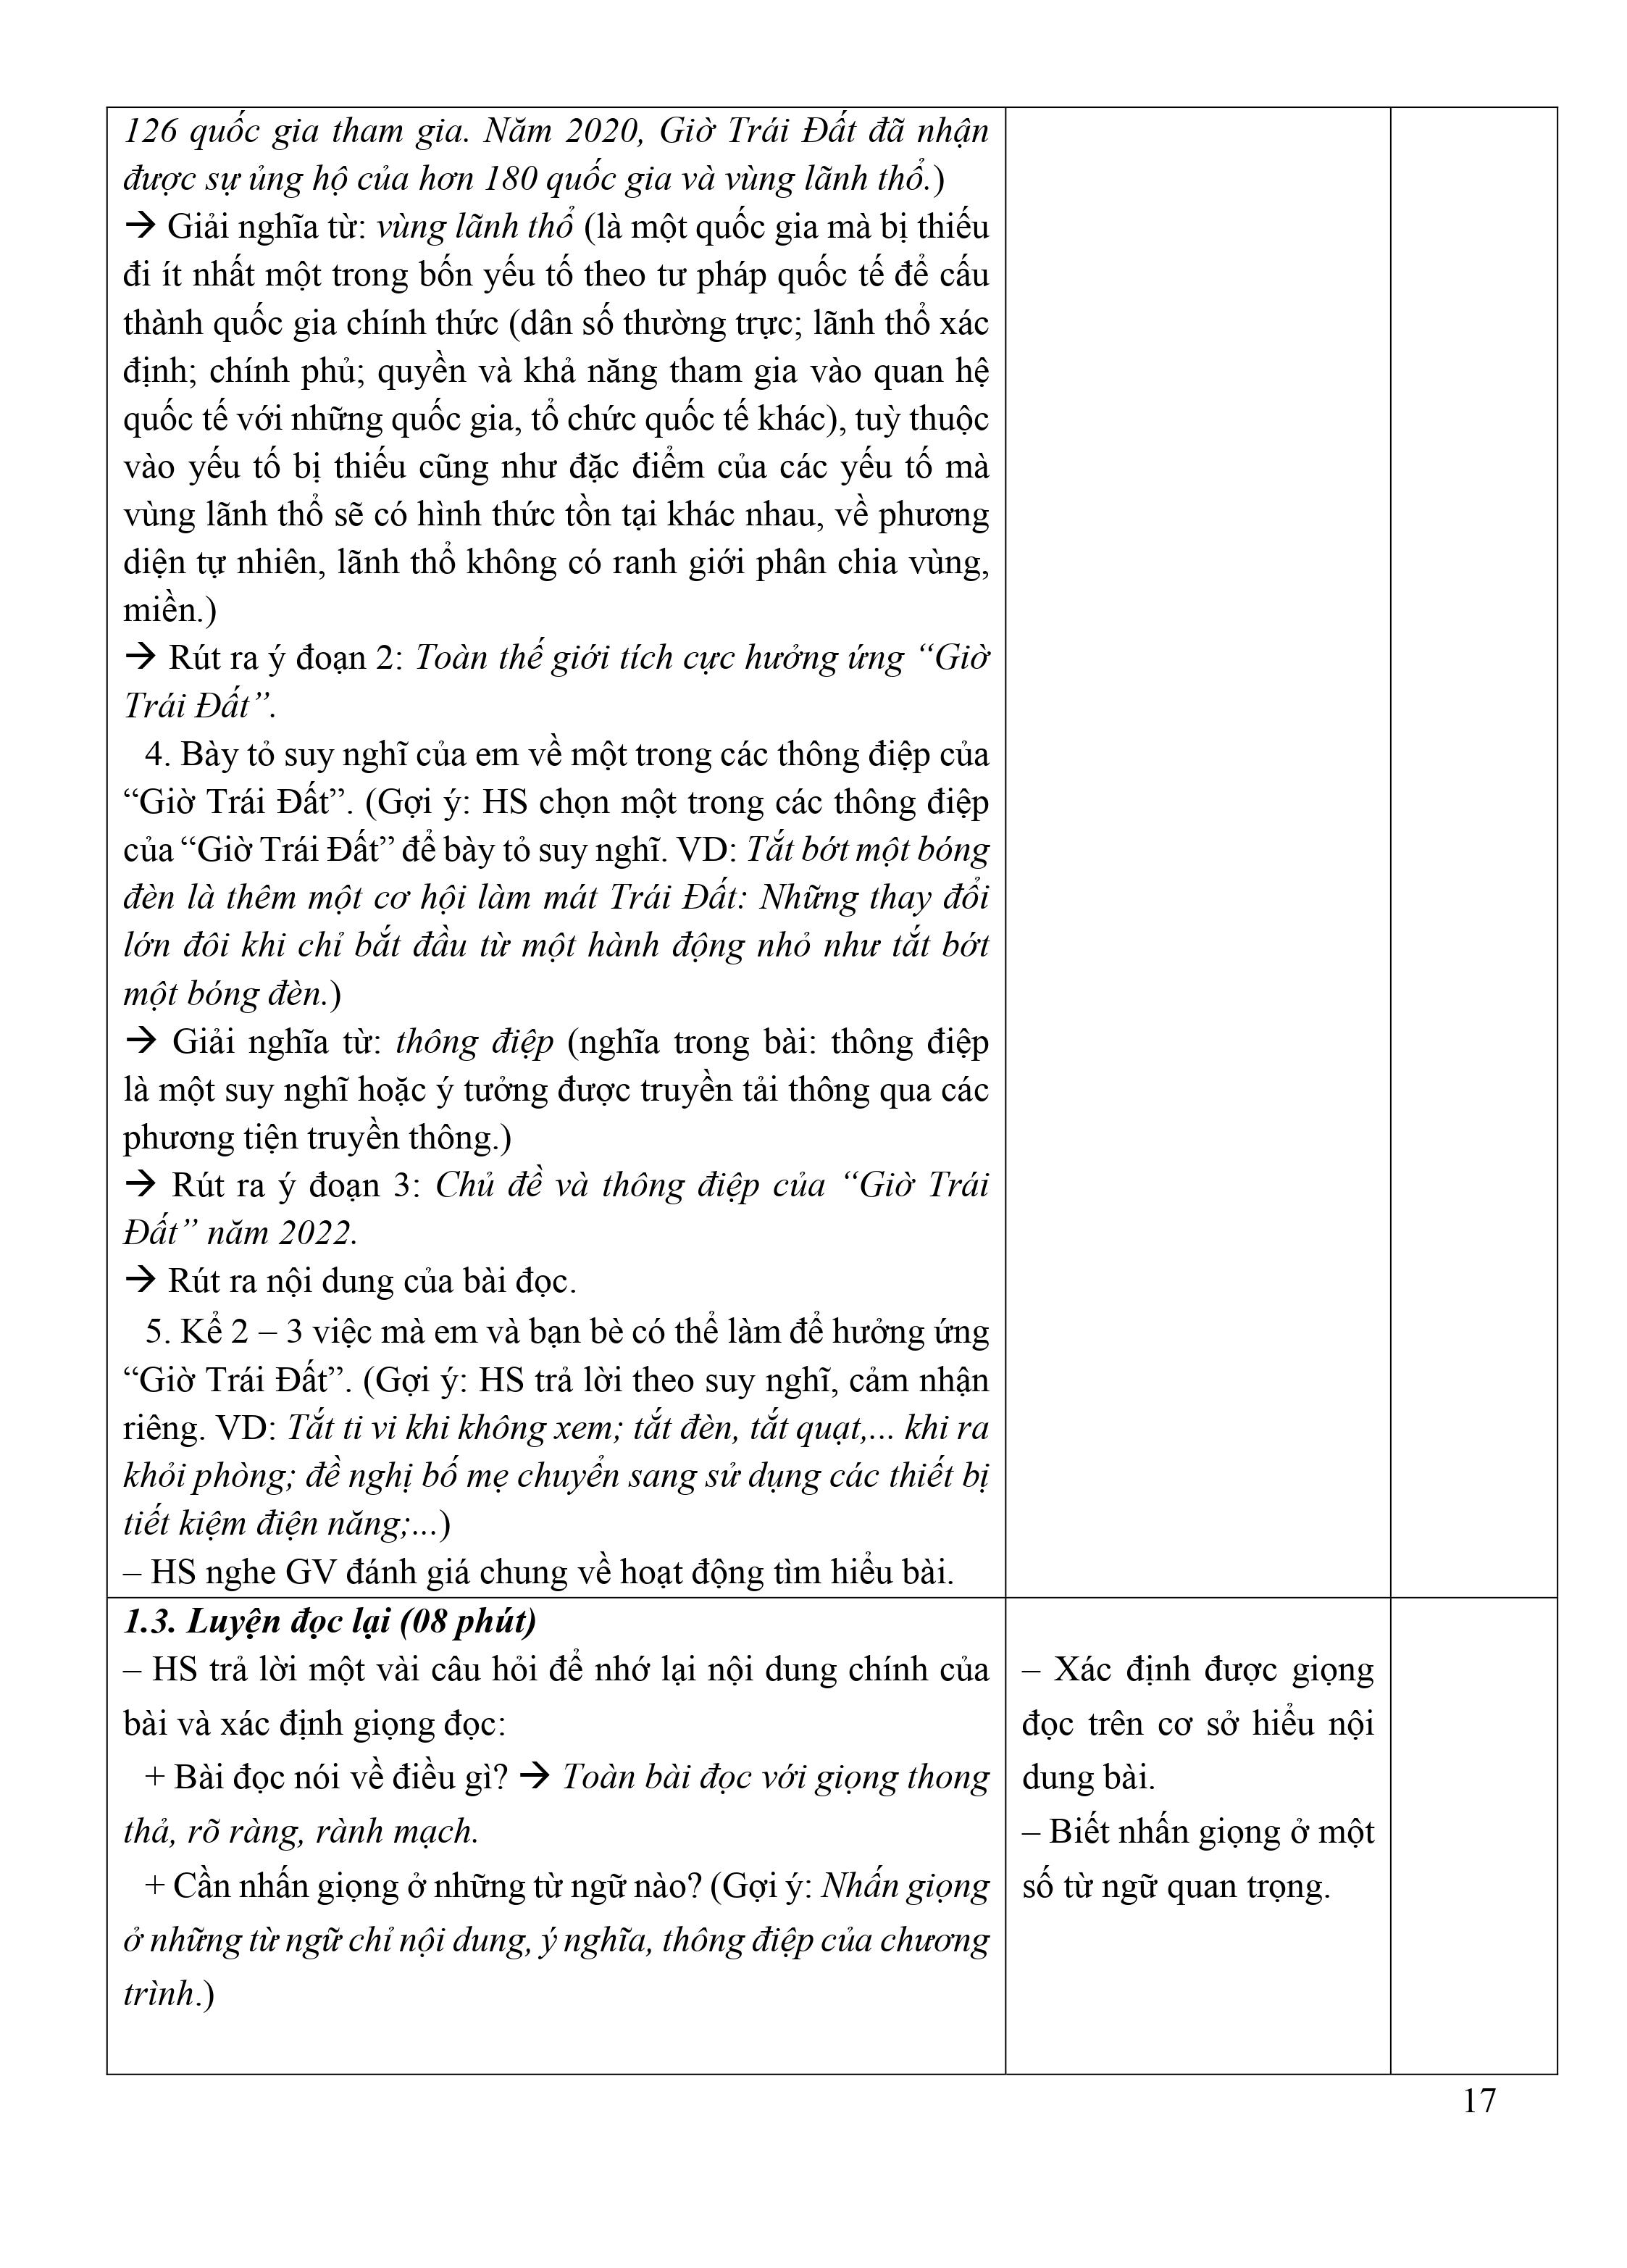 126 quốc gia tham gia. Năm 2020, Giờ Trái Đất đã nhận
được sự ủng hộ của hơn 180 quốc gia và vùng lãnh thổ.)
→ Giải nghĩa từ: vùng lãnh thổ (là một quốc gia mà bị thiếu
đi ít nhất một trong bốn yếu tố theo tư pháp quốc tế để cấu
thành quốc gia chính thức (dân số thường trực; lãnh thổ xác
định; chính phủ; quyền và khả năng tham gia vào quan hệ
quốc tế với những quốc gia, tổ chức quốc tế khác), tuỳ thuộc
vào yếu tố bị thiếu cũng như đặc điểm của các yếu tố mà
vùng lãnh thổ sẽ có hình thức tồn tại khác nhau, về phương
diện tự nhiên, lãnh thổ không có ranh giới phân chia vùng,
miền.)
→ Rút ra ý đoạn 2: Toàn thế giới tích cực hưởng ứng “Giờ
Trái Đất”.
4. Bày tỏ suy nghĩ của em về một trong các thông điệp của
“Giờ Trái Đất”. (Gợi ý: HS chọn một trong các thông điệp
của “Giờ Trái Đất” để bày tỏ suy nghĩ. VD: Tắt bớt một bóng
đèn là thêm một cơ hội làm mát Trái Đất: Những thay đổi
lớn đôi khi chỉ bắt đầu từ một hành động nhỏ như tắt bớt
một bóng đèn.)
→ Giải nghĩa từ: thông điệp (nghĩa trong bài: thông điệp
là một suy nghĩ hoặc ý tưởng được truyền tải thông qua các
phương tiện truyền thông.)
→ Rút ra ý đoạn 3: Chủ đề và thông điệp của “Giờ Trái
Đất” năm 2022.
→ Rút ra nội dung của bài đọc.
5. Kể 2 – 3 việc mà em và bạn bè có thể làm để hưởng ứng
“Giờ Trái Đất”. (Gợi ý: HS trả lời theo suy nghĩ, cảm nhận
riêng. VD: Tắt ti vi khi không xem; tắt đèn, tắt quạt,... khi ra
khỏi phòng; đề nghị bố mẹ chuyển sang sử dụng các thiết bị
tiết kiệm điện năng;...)
– HS nghe GV đánh giá chung về hoạt động tìm hiểu bài.
1.3. Luyện đọc lại (08 phút)
– HS trả lời một vài câu hỏi để nhớ lại nội dung chính của
bài và xác định giọng đọc:
+ Bài đọc nói về điều gì? → Toàn bài đọc với giọng thong
thả, rõ ràng, rành mạch.
+ Cần nhấn giọng ở những từ ngữ nào? (Gợi ý: Nhấn giọng
ở những từ ngữ chỉ nội dung, ý nghĩa, thông điệp của chương
trình.)
– Xác định được giọng
đọc trên cơ sở hiểu nội
dung bài.
– Biết nhấn giọng ở một
số từ ngữ quan trọng.
17